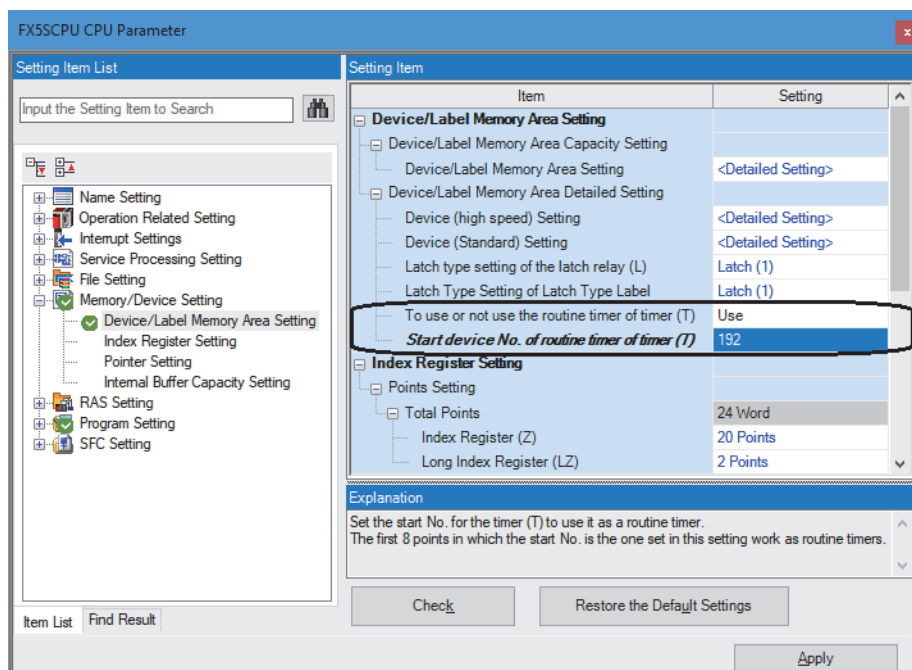 FX5SCPU CPU Parameter
x
Setting Item List
Input the Setting Item to Search
Name Setting
Operation Related Setting
Interrupt Settings
Service Processing Setting
File Setting
Memory/Device Setting
Device/Label Memory Area Setting
Index Register Setting
Pointer Setting
Internal Buffer Capacity Setting
RAS Setting
Program Setting
SFC Setting
Item List Find Result
Setting Item
Item Setting
Device/Label Memory Area Setting
Device/Label Memory Area Capacity Setting
Device/Label Memory Area Setting <Detailed Setting>
Device/Label Memory Area Detailed Setting
Device (high speed) Setting <Detailed Setting>
Device (Standard) Setting <Detailed Setting>
Latch type setting of the latch relay (L) Latch (1)
Latch Type Setting of Latch Type Label Latch (1)
To use or not use the routine timer of timer (T) Use
Start device No. of routine timer of timer (T) 192
Index Register Setting
Points Setting
Total Points 24 Word
Index Register (Z) 20 Points
Long Index Register (LZ) 2 Points
Explanation
Set the start No. for the timer (T) to use it as a routine timer.
The first 8 points in which the start No. is the one set in this setting work as routine timers.
Check Restore the Default Settings
Apply